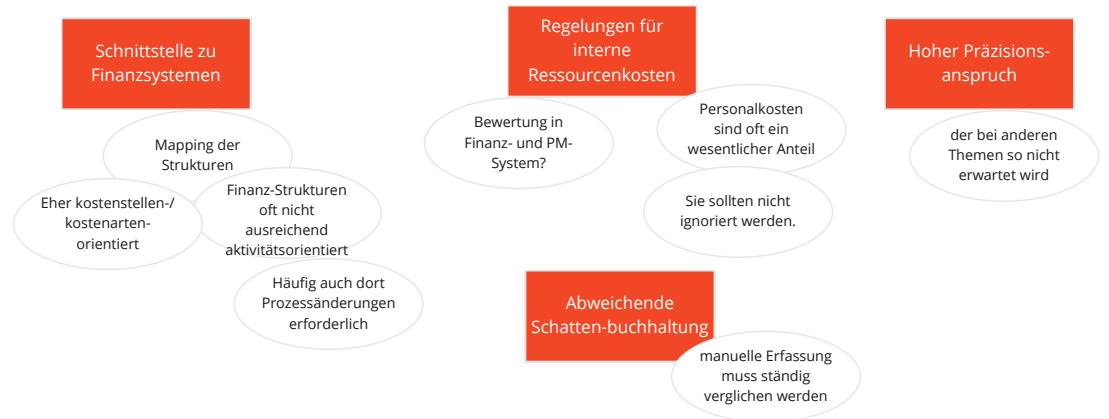 Schnittstelle zu
Finanzsystemen
Mapping der
Strukturen
Eher kostenstellen-/
kostenarten-
orientiert
Finanz-Strukturen
oft nicht
ausreichend
aktivitätsorientiert
Häufig auch dort
Prozessänderungen
erforderlich
Regelungen für
interne
Ressourcenkosten
Bewertung in
Finanz- und PM-
System?
Personalkosten
sind oft ein
wesentlicher Anteil
Sie sollten nicht
ignoriert werden.
Abweichende
Schatten-buchhaltung
manuelle Erfassung
muss ständig
verglichen werden
Hoher Präzisions-
anspruch
der bei anderen
Themen so nicht
erwartet wird